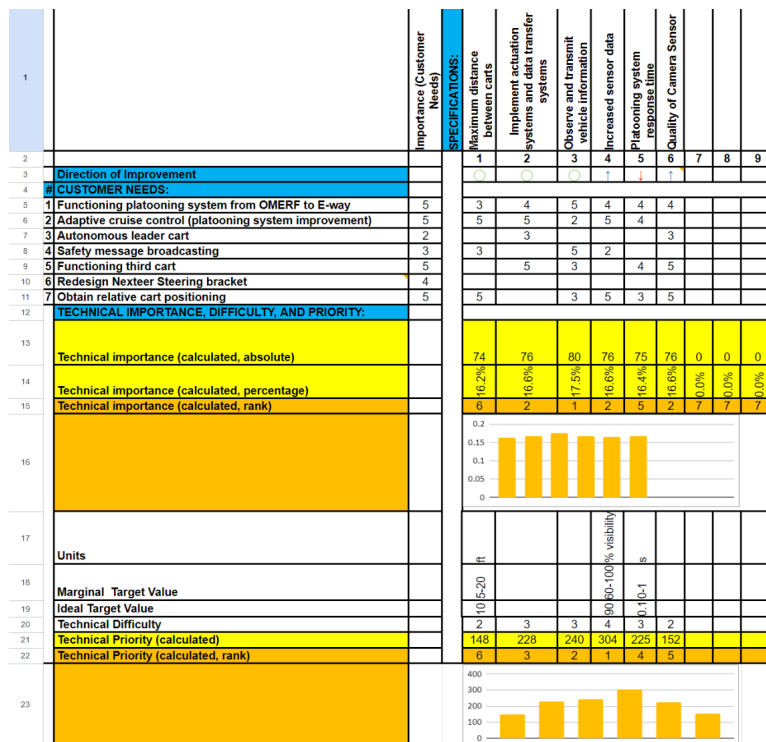 1
Importance (Customer Needs)
SPECIFICATIONS:
Maximum distance between carts
Implement actuation systems and data transfer systems
Observe and transmit vehicle information
Increased sensor data
Platooning system response time
Quality of Camera Sensor
2 1 2 3 4 5 6 7 8 9
3 Direction of Improvement ○ ○ ○ ↑ ↓ ↑
4 # CUSTOMER NEEDS:
5 1 Functioning platooning system from OMERF to E-way 5 3 4 5 4 4 4
6 2 Adaptive cruise control (platooning system improvement) 5 5 5 2 5 4
7 3 Autonomous leader cart 2 3 3
8 4 Safety message broadcasting 3 3 5 2
9 5 Functioning third cart 5 5 3 4 5
10 6 Redesign Nexteer Steering bracket 4
11 7 Obtain relative cart positioning 5 5 3 5 3 5
12 TECHNICAL IMPORTANCE, DIFFICULTY, AND PRIORITY:
13 Technical importance (calculated, absolute) 74 76 80 76 75 76 0 0 0
14 Technical importance (calculated, percentage) 16.2% 16.6% 17.5% 16.6% 16.4% 16.6% 0.0% 0.0% 0.0%
15 Technical importance (calculated, rank) 6 2 1 2 5 2 7 7 7
16
0.2
0.15
0.1
0.05
0
17 Units ft % visibility s
18 Marginal Target Value 5-20 60-100 0-1
19 Ideal Target Value 10 90 0.1
20 Technical Difficulty 2 3 3 4 3 2
21 Technical Priority (calculated) 148 228 240 304 225 152
22 Technical Priority (calculated, rank) 6 3 2 1 4 5
23
400
300
200
100
0